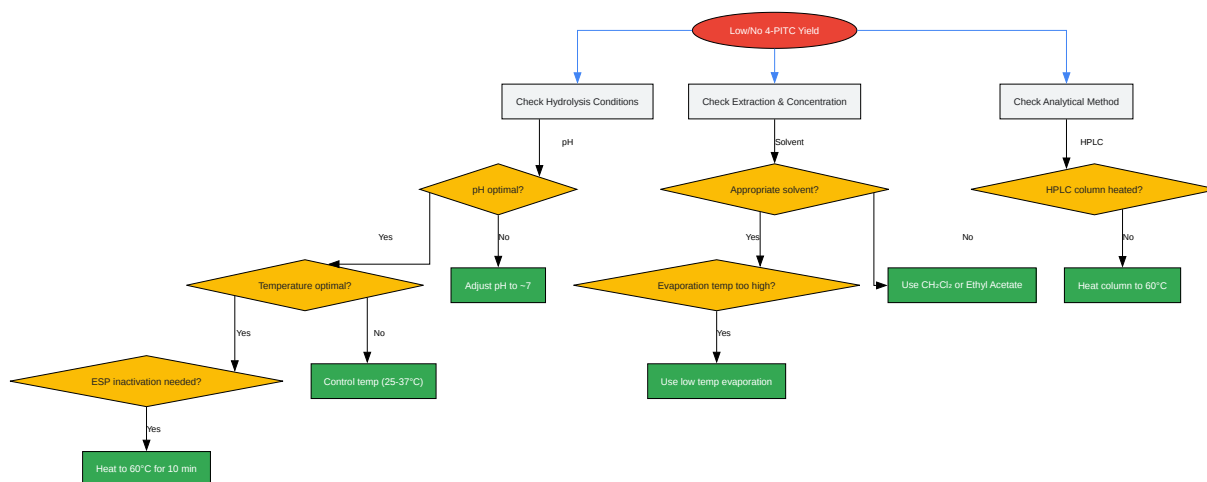 Low/No 4-PITC Yield
Check Hydrolysis Conditions
Check Extraction & Concentration
Check Analytical Method
pH
Solvent
HPLC
pH optimal?
Appropriate solvent?
HPLC column heated?
Yes
No
Yes
No
No
Temperature optimal?
Adjust pH to ~7
Evaporation temp too high?
Use CH₂Cl₂ or Ethyl Acetate
Heat column to 60°C
Yes
No
Yes
ESP inactivation needed?
Control temp (25-37°C)
Use low temp evaporation
Yes
Heat to 60°C for 10 min